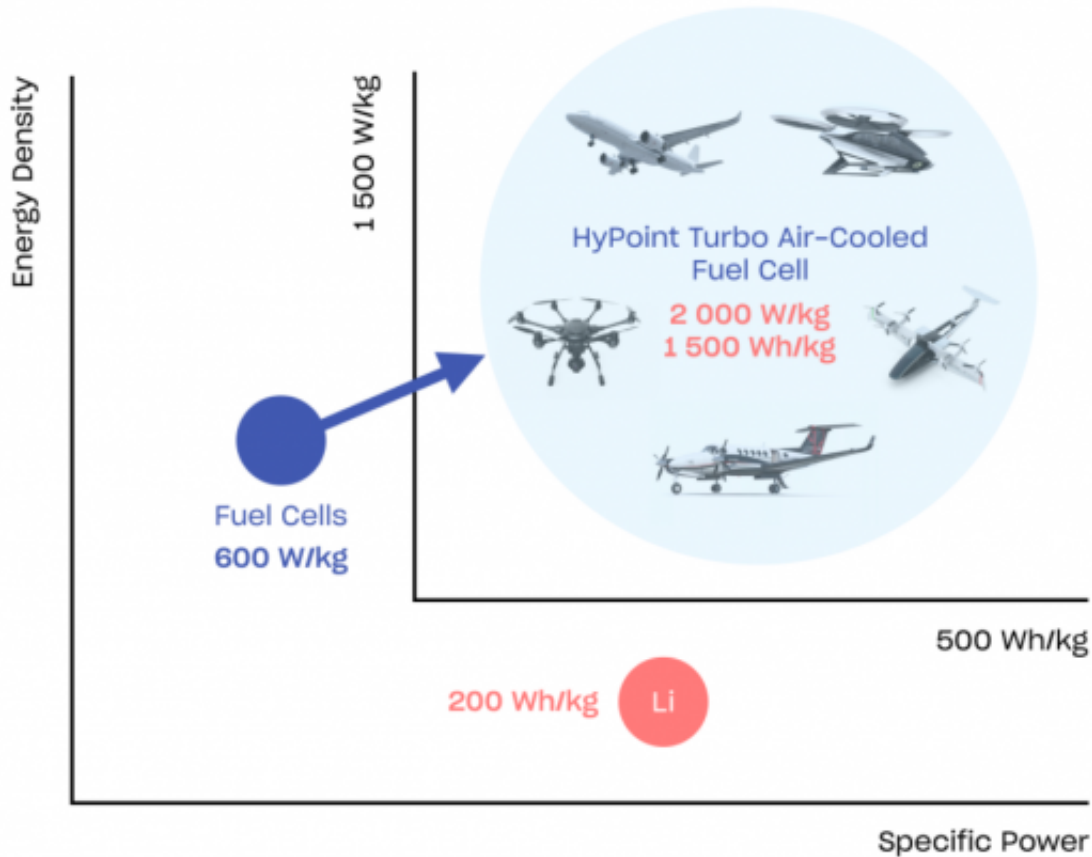 Energy Density
1 500 W/kg
HyPoint Turbo Air-Cooled
Fuel Cell
2 000 W/kg
1 500 Wh/kg
Fuel Cells
600 W/kg
500 Wh/kg
200 Wh/kg
Li
Specific Power